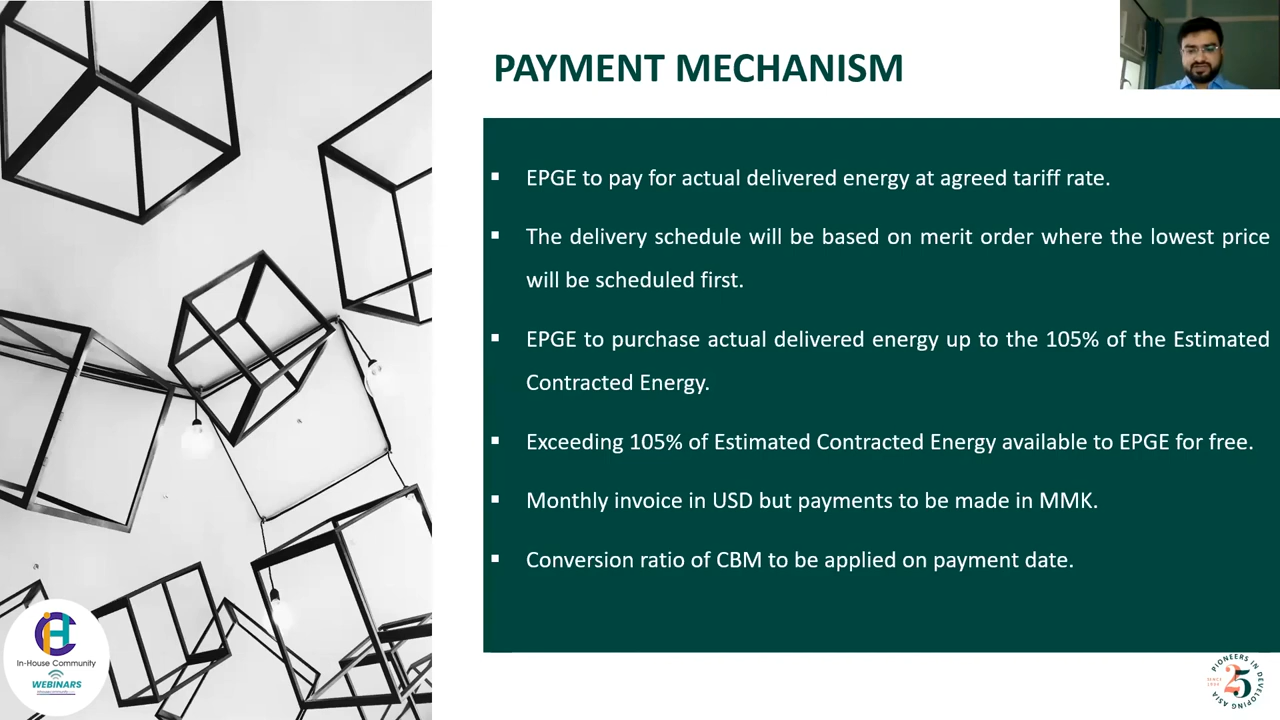 PAYMENT MECHANISM
▪ EPGE to pay for actual delivered energy at agreed tariff rate.
▪ The delivery schedule will be based on merit order where the lowest price
will be scheduled first.
▪ EPGE to purchase actual delivered energy up to the 105% of the Estimated
Contracted Energy.
▪ Exceeding 105% of Estimated Contracted Energy available to EPGE for free.
▪ Monthly invoice in USD but payments to be made in MMK.
▪ Conversion ratio of CBM to be applied on payment date.
iHC
In-House Community
WEBINARS
PIONEERS IN DEVELOPING ASIA
SINCE
25